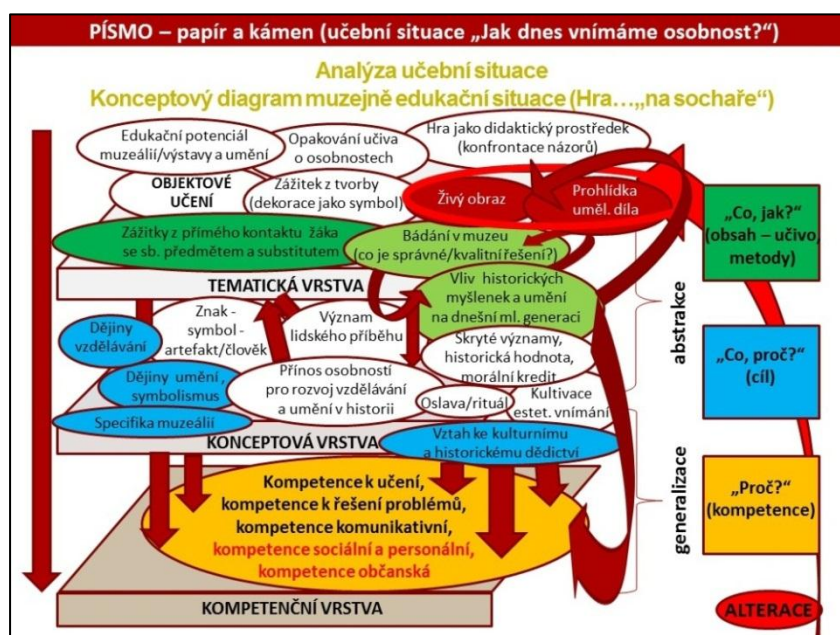 PÍSMO – papír a kámen (učební situace „Jak dnes vnímáme osobnost?“)
Analýza učební situace
Konceptový diagram muzejně edukační situace (Hra…„na sochaře“)
Edukační potenciál
muzeálií/výstavy a umění
Opakování učiva
o osobnostech
Hra jako didaktický prostředek
(konfrontace názorů)
OBJEKTOVÉ
UČENÍ
Zážitek z tvorby
(dekorace jako symbol)
Živý obraz
Prohlídka
uměl. díla
Zážitky z přímého kontaktu žáka
se sb. předmětem a substitutem
Bádání v muzeu
(co je správné/kvalitní řešení?)
TEMATICKÁ VRSTVA
Vliv historických
myšlenek a umění
na dnešní ml. generaci
Dějiny
vzdělávání
Znak -
symbol -
artefakt/člověk
Význam
lidského příběhu
Skryté významy,
historická hodnota,
morální kredit
Dějiny umění,
symbolismus
Přínos osobností
pro rozvoj vzdělávání
a umění v historii
Oslava/rituál
Kultivace
estet. vnímání
Specifika muzeálií
KONCEPTOVÁ VRSTVA
Vztah ke kulturnímu
a historickému dědictví
Kompetence k učení,
kompetence k řešení problémů,
kompetence komunikativní,
kompetence sociální a personální,
kompetence občanská
KOMPETENČNÍ VRSTVA
abstrakce
generalizace
„Co, jak?“
(obsah – učivo,
metody)
„Co, proč?“
(cíl)
„Proč?“
(kompetence)
ALTERACE